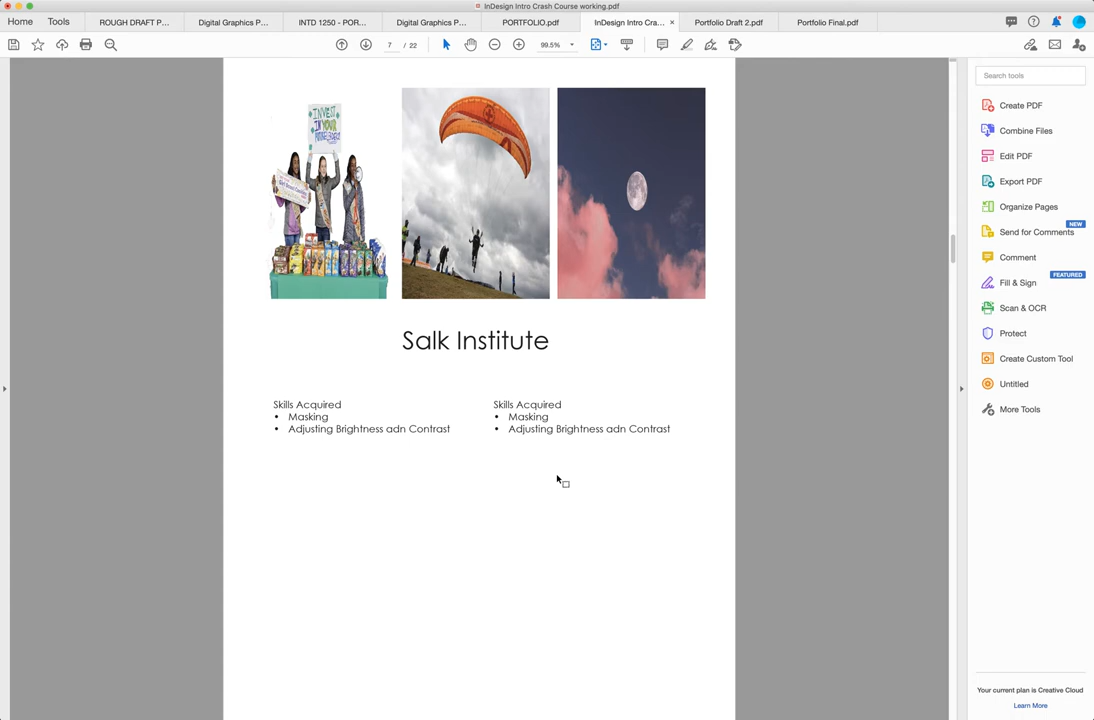 InDesign Intro Crash Course working.pdf
Home Tools ROUGH DRAFT P... Digital Graphics P... INTD 1250 - POR... Digital Graphics P... PORTFOLIO.pdf InDesign Intro Cra... × Portfolio Draft 2.pdf Portfolio Final.pdf
7 / 22 99.5%
Search tools
Create PDF
Combine Files
Edit PDF
Export PDF
Organize Pages
NEW
Send for Comments
Comment
FEATURED
Fill & Sign
Scan & OCR
Protect
Create Custom Tool
Untitled
More Tools
INVEST
IN YOUR
Salk Institute
Skills Acquired
• Masking
• Adjusting Brightness adn Contrast
Skills Acquired
• Masking
• Adjusting Brightness adn Contrast
Your current plan is Creative Cloud
Learn More